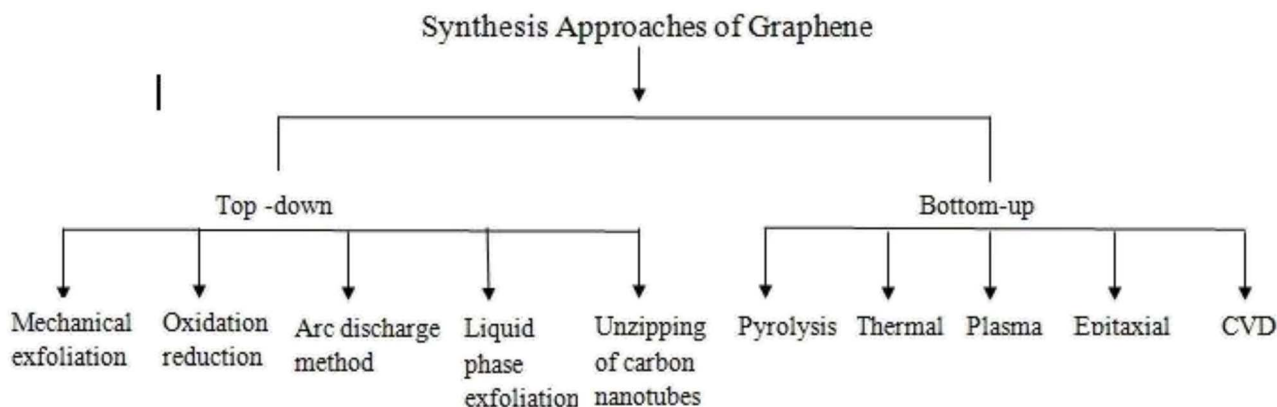 Synthesis Approaches of Graphene
Top -down
Bottom-up
Mechanical
exfoliation
Oxidation
reduction
Arc discharge
method
Liquid
phase
exfoliation
Unzipping
of carbon
nanotubes
Pyrolysis
Thermal
Plasma
Epitaxial
CVD